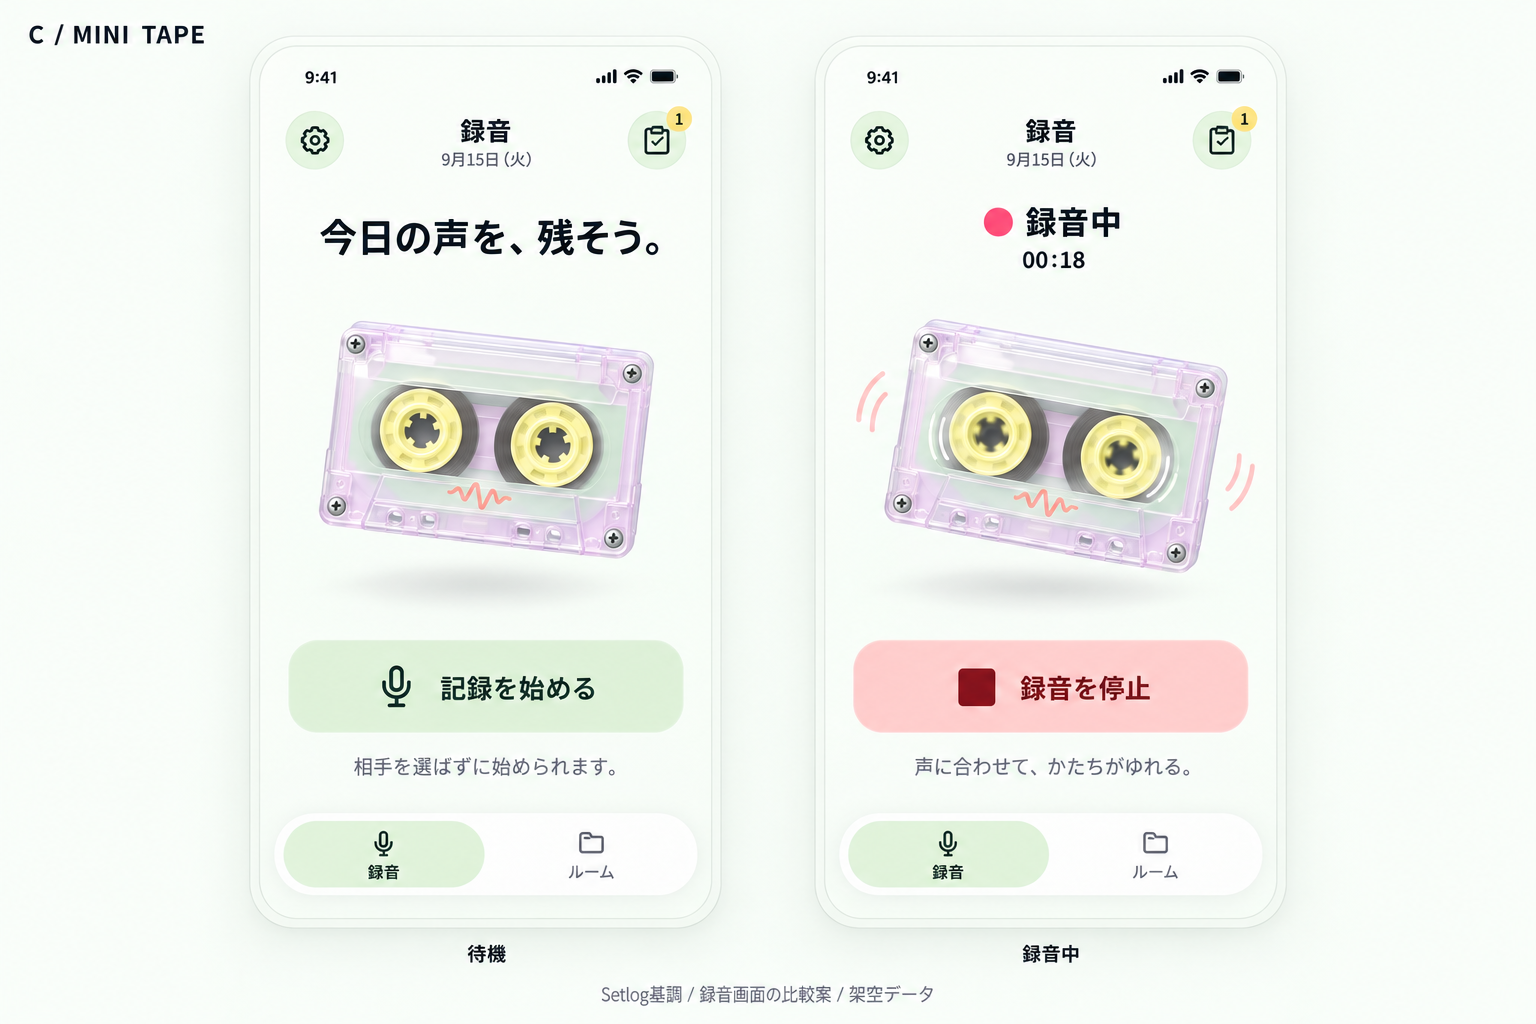 C / MINI TAPE
9:41
録音
9月15日（火）
1
今日の声を、残そう。
記録を始める
相手を選ばずに始められます。
録音
ルーム
待機
9:41
録音
9月15日（火）
1
録音中
00:18
録音を停止
声に合わせて、かたちがゆれる。
録音
ルーム
録音中
Setlog基調 / 録音画面の比較案 / 架空データ